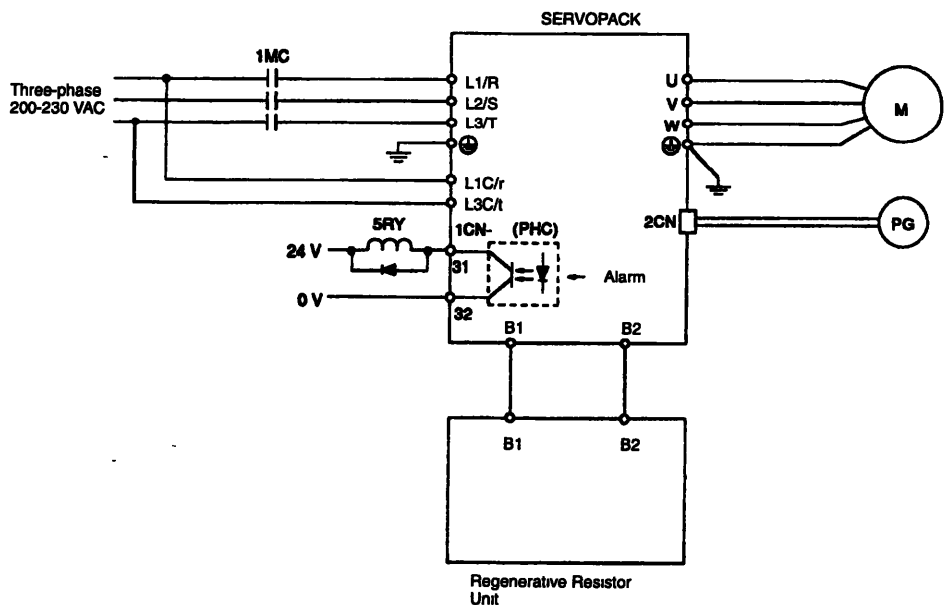 SERVOPACK
1MC
Three-phase
200-230 VAC
L1/R
L2/S
L3/T
L1C/r
L3C/t
U
V
W
M
2CN
PG
5RY
1CN-
(PHC)
24 V
31
Alarm
0 V
32
B1
B2
B1
B2
Regenerative Resistor
Unit